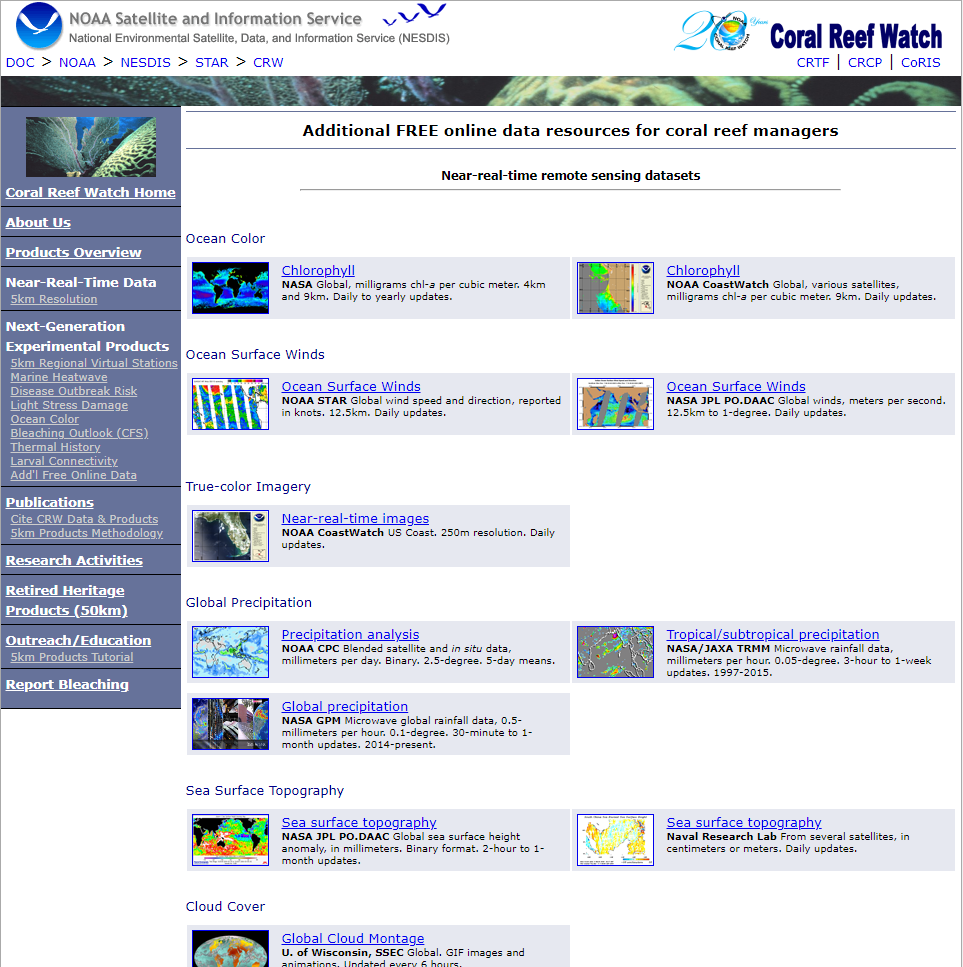 NOAA Satellite and Information Service
National Environmental Satellite, Data, and Information Service (NESDIS)
20 Years
Coral Reef Watch
DOC > NOAA > NESDIS > STAR > CRW
CRTF | CRCP | CoRIS
Coral Reef Watch Home
About Us
Products Overview
Near-Real-Time Data
5km Resolution
Next-Generation
Experimental Products
5km Regional Virtual Stations
Marine Heatwave
Disease Outbreak Risk
Light Stress Damage
Ocean Color
Bleaching Outlook (CFS)
Thermal History
Larval Connectivity
Add'l Free Online Data
Publications
Cite CRW Data & Products
5km Products Methodology
Research Activities
Retired Heritage
Products (50km)
Outreach/Education
5km Products Tutorial
Report Bleaching
Additional FREE online data resources for coral reef managers
Near-real-time remote sensing datasets
Ocean Color
Chlorophyll
NASA Global, milligrams chl-a per cubic meter. 4km
and 9km. Daily to yearly updates.
Chlorophyll
NOAA CoastWatch Global, various satellites,
milligrams chl-a per cubic meter. 9km. Daily updates.
Ocean Surface Winds
Ocean Surface Winds
NOAA STAR Global wind speed and direction, reported
in knots. 12.5km. Daily updates.
Ocean Surface Winds
NASA JPL PO.DAAC Global winds, meters per second.
12.5km to 1-degree. Daily updates.
True-color Imagery
Near-real-time images
NOAA CoastWatch US Coast. 250m resolution. Daily
updates.
Global Precipitation
Precipitation analysis
NOAA CPC Blended satellite and in situ data,
millimeters per day. Binary. 2.5-degree. 5-day means.
Tropical/subtropical precipitation
NASA/JAXA TRMM Microwave rainfall data,
millimeters per hour. 0.05-degree. 3-hour to 1-week
updates. 1997-2015.
Global precipitation
NASA GPM Microwave global rainfall data, 0.5-
millimeters per hour. 0.1-degree. 30-minute to 1-
month updates. 2014-present.
Sea Surface Topography
Sea surface topography
NASA JPL PO.DAAC Global sea surface height
anomaly, in millimeters. Binary format. 2-hour to 1-
month updates.
Sea surface topography
Naval Research Lab From several satellites, in
centimeters or meters. Daily updates.
Cloud Cover
Global Cloud Montage
U. of Wisconsin, SSEC Global. GIF images and
animations. Updated every 6 hours.